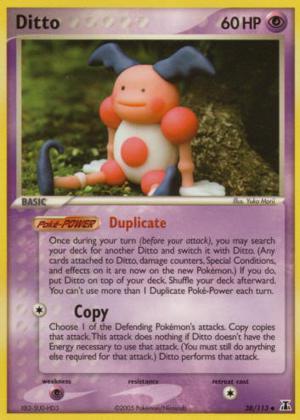 Ditto 60 HP
BASIC Illus. Yuko Morii
Poké-POWER Duplicate
Once during your turn (before your attack), you may search
your deck for another Ditto and switch it with Ditto. (Any
cards attached to Ditto, damage counters, Special Conditions,
and effects on it are now on the new Pokémon.) If you do,
put Ditto on top of your deck. Shuffle your deck afterward.
You can't use more than 1 Duplicate Poké-Power each turn.
Copy
Choose 1 of the Defending Pokémon's attacks. Copy copies
that attack. This attack does nothing if Ditto doesn't have the
Energy necessary to use that attack. (You must still do anything
else required for that attack.) Ditto performs that attack.
weakness resistance retreat cost
©2005 Pokémon/Nintendo 38/113